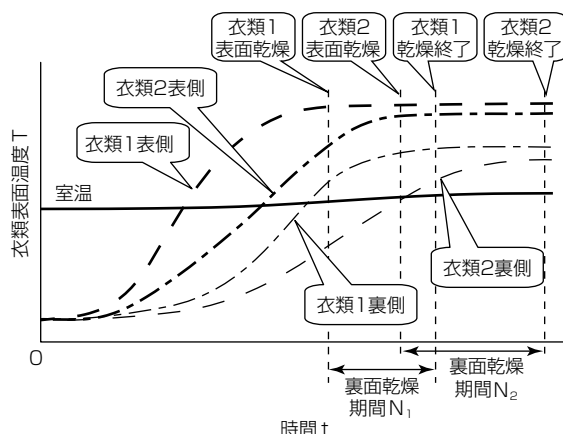 衣類1
表面乾燥
衣類2
表面乾燥
衣類1
乾燥終了
衣類2
乾燥終了
衣類2表側
衣類1表側
室温
衣類表面温度T
衣類2裏側
衣類1裏側
0
裏面乾燥
期間N₁
裏面乾燥
期間N₂
時間t